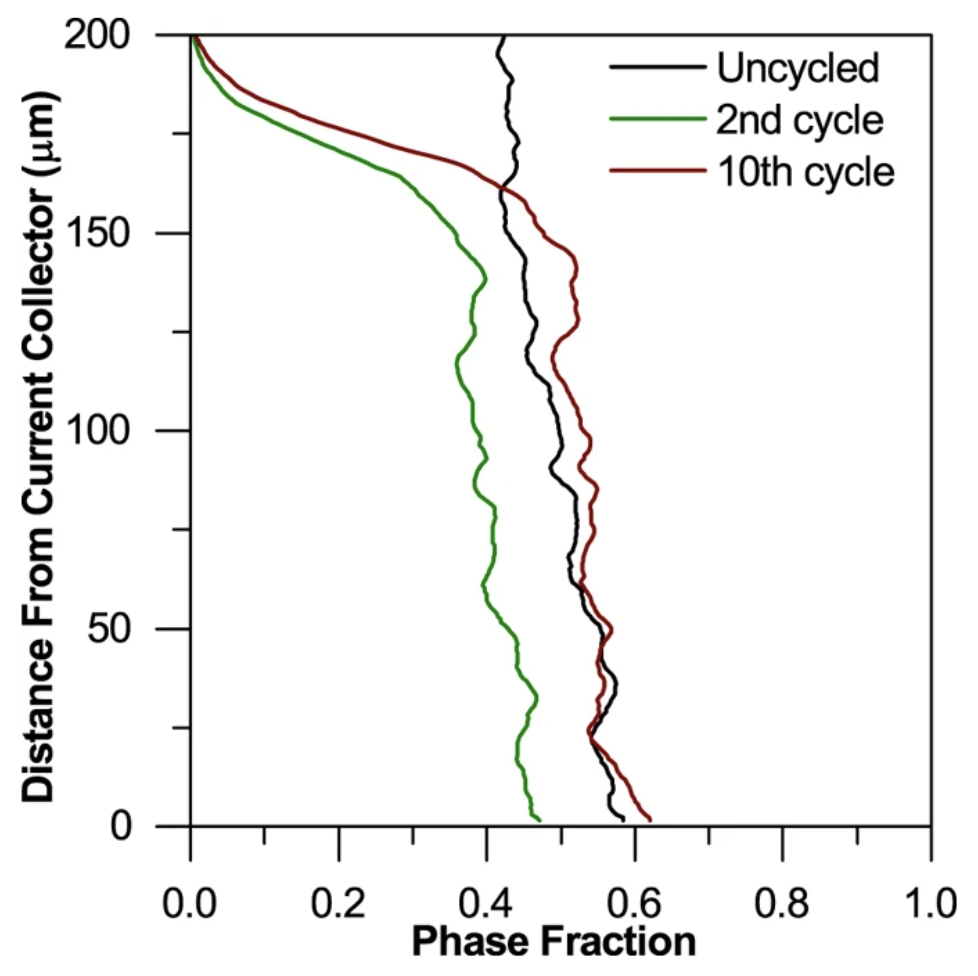 200
150
100
50
0
Distance From Current Collector (μm)
Uncycled
2nd cycle
10th cycle
0.0 0.2 0.4 0.6 0.8 1.0
Phase Fraction